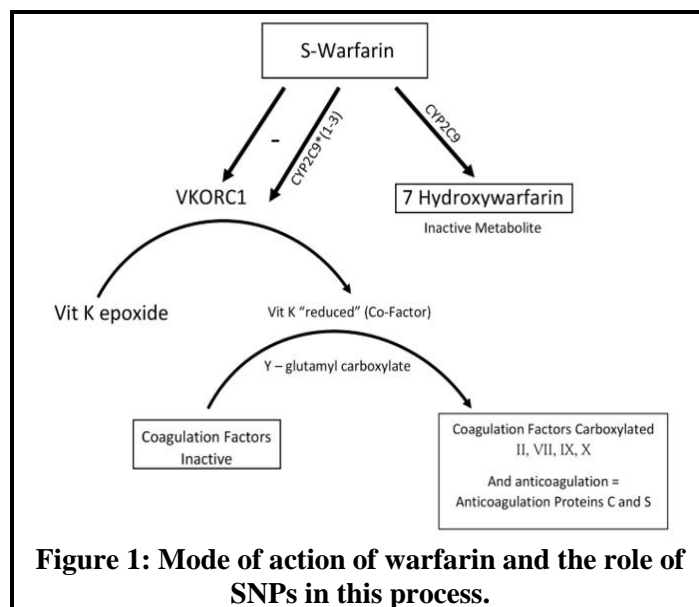 S-Warfarin
-
CYP2C9*(1-3)
CYP2C9
VKORC1
7 Hydroxywarfarin
Inactive Metabolite
Vit K epoxide
Vit K “reduced” (Co-Factor)
Y – glutamyl carboxylate
Coagulation Factors
Inactive
Coagulation Factors Carboxylated
II, VII, IX, X
And anticoagulation =
Anticoagulation Proteins C and S
Figure 1: Mode of action of warfarin and the role of
SNPs in this process.